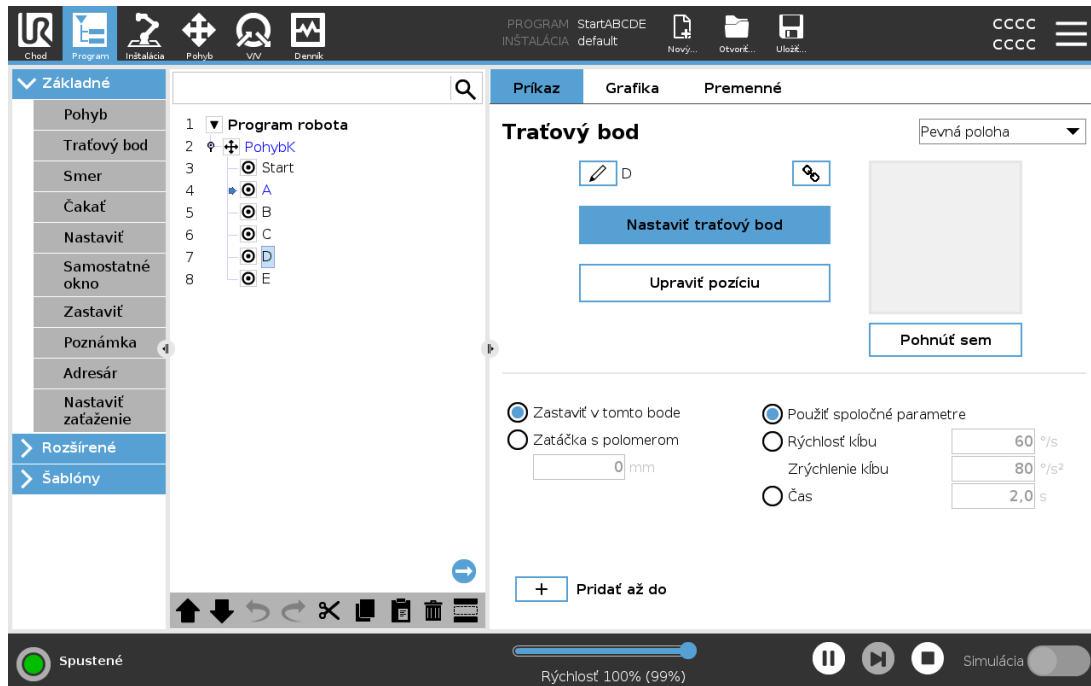 PROGRAM StartABCDE
INŠTALÁCIA default
Chod Program Inštalácia Pohyb V/V Denník
Nový... Otvoriť... Uložiť...
CCCC
CCCC
Základné
Pohyb
Traťový bod
Smer
Čakať
Nastaviť
Samostatné
okno
Zastaviť
Poznámka
Adresár
Nastaviť
zaťaženie
Rozšírené
Šablóny
1 Program robota
2 PohybK
3 Start
4 A
5 B
6 C
7 D
8 E
Príkaz Grafika Premenné
Traťový bod
Pevná poloha
D
Nastaviť traťový bod
Upraviť pozíciu
Pohnúť sem
Zastaviť v tomto bode
Zatáčka s polomerom
0 mm
Použiť spoločné parametre
Rýchlosť kĺbu 60 °/s
Zrýchlenie kĺbu 80 °/s²
Čas 2,0 s
+ Pridať až do
Spustené
Rýchlosť 100% (99%)
Simulácia